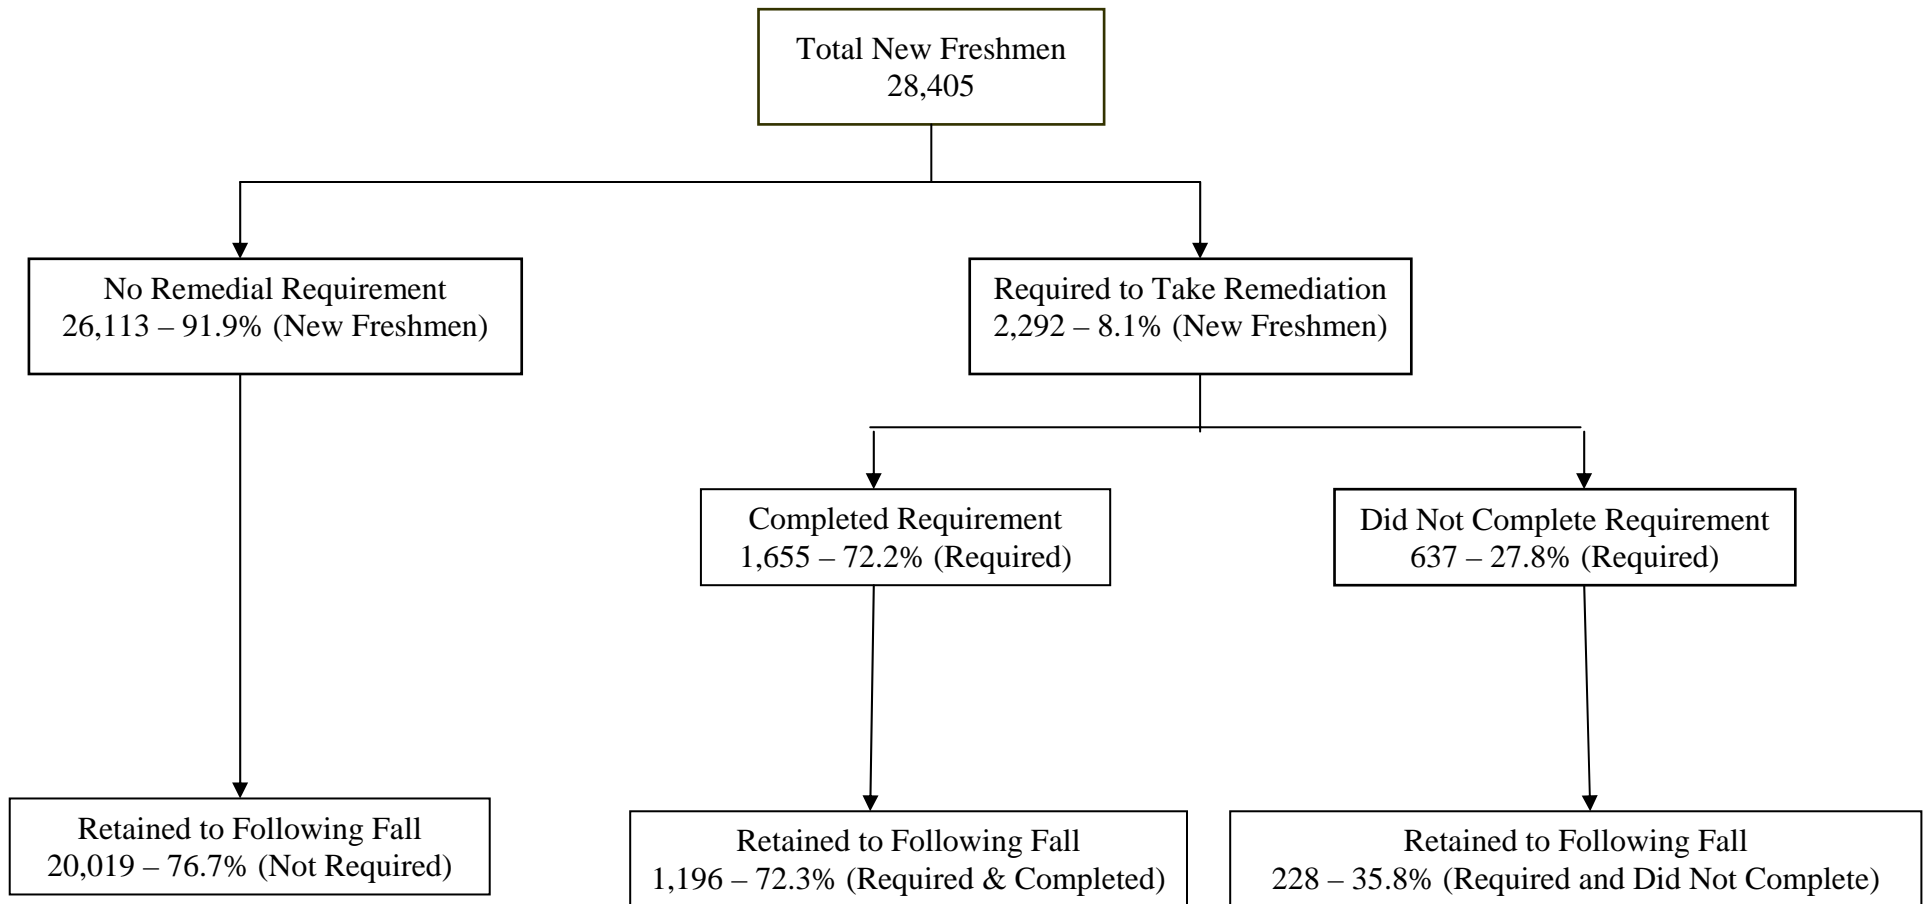 Total New Freshmen
28,405
No Remedial Requirement
26,113 – 91.9% (New Freshmen)
Required to Take Remediation
2,292 – 8.1% (New Freshmen)
Completed Requirement
1,655 – 72.2% (Required)
Did Not Complete Requirement
637 – 27.8% (Required)
Retained to Following Fall
20,019 – 76.7% (Not Required)
Retained to Following Fall
1,196 – 72.3% (Required & Completed)
Retained to Following Fall
228 – 35.8% (Required and Did Not Complete)